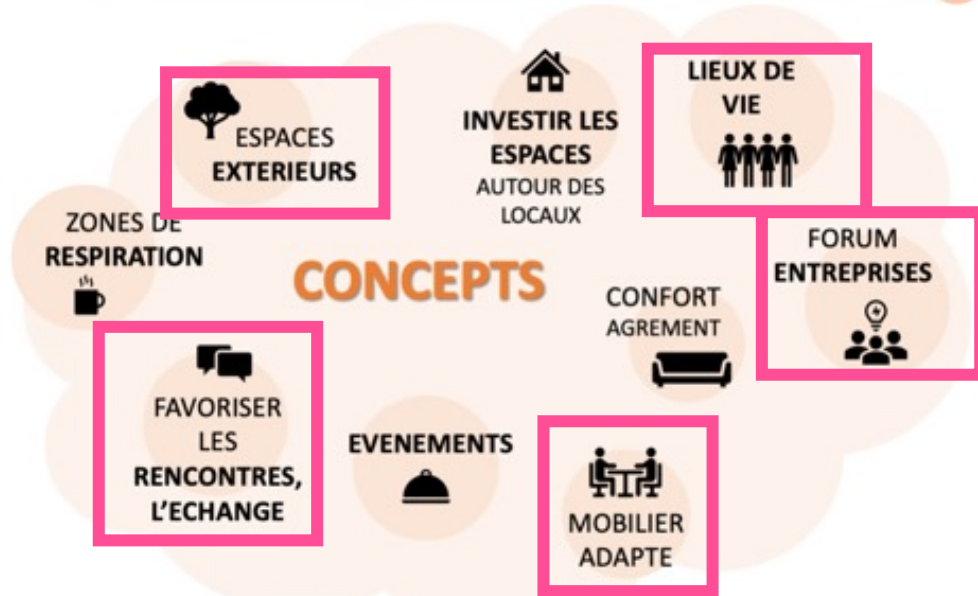 ESPACES
EXTERIEURS
INVESTIR LES
ESPACES
AUTOUR DES
LOCAUX
LIEUX DE
VIE
ZONES DE
RESPIRATION
CONCEPTS
CONFORT
AGREMENT
FORUM
ENTREPRISES
FAVORISER
LES
RENCONTRES,
L'ECHANGE
EVENEMENTS
MOBILIER
ADAPTE